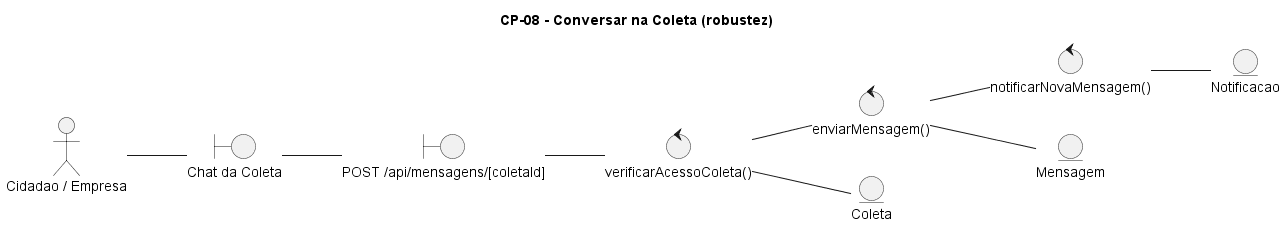 CP-08 - Conversar na Coleta (robustez)
Cidadao / Empresa
Chat da Coleta
POST /api/mensagens/[coletaId]
verificarAcessoColeta()
enviarMensagem()
Coleta
notificarNovaMensagem()
Mensagem
Notificacao